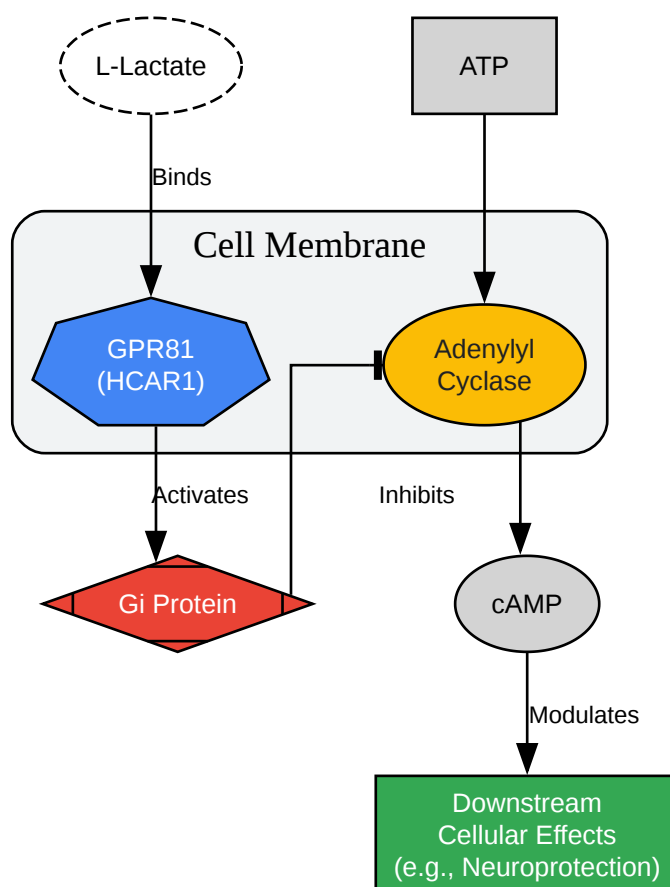 L-Lactate
ATP
Binds
Cell Membrane
GPR81
(HCAR1)
Adenylyl
Cyclase
Activates
Inhibits
Gi Protein
cAMP
Modulates
Downstream
Cellular Effects
(e.g., Neuroprotection)